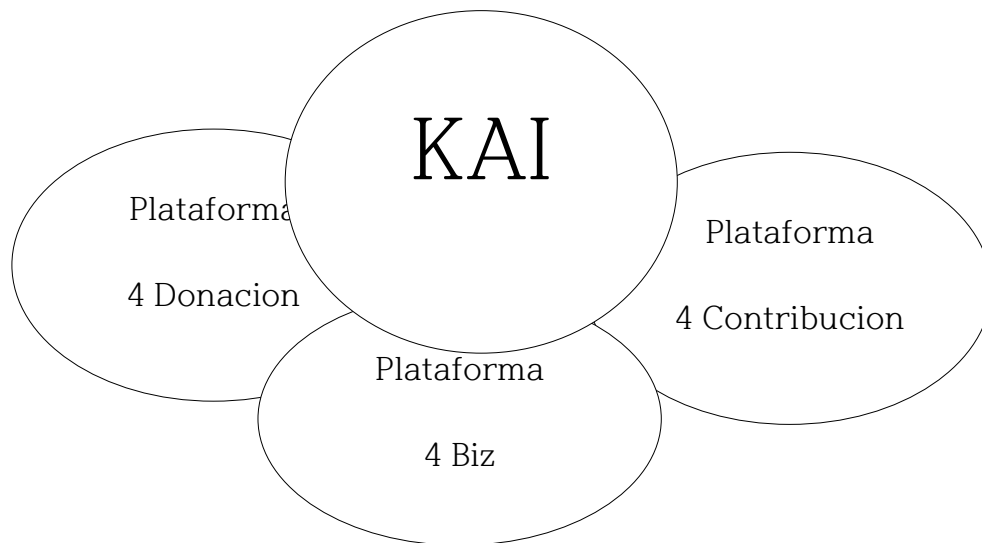 KAI
Plataforma
4 Donacion
Plataforma
4 Contribucion
Plataforma
4 Biz